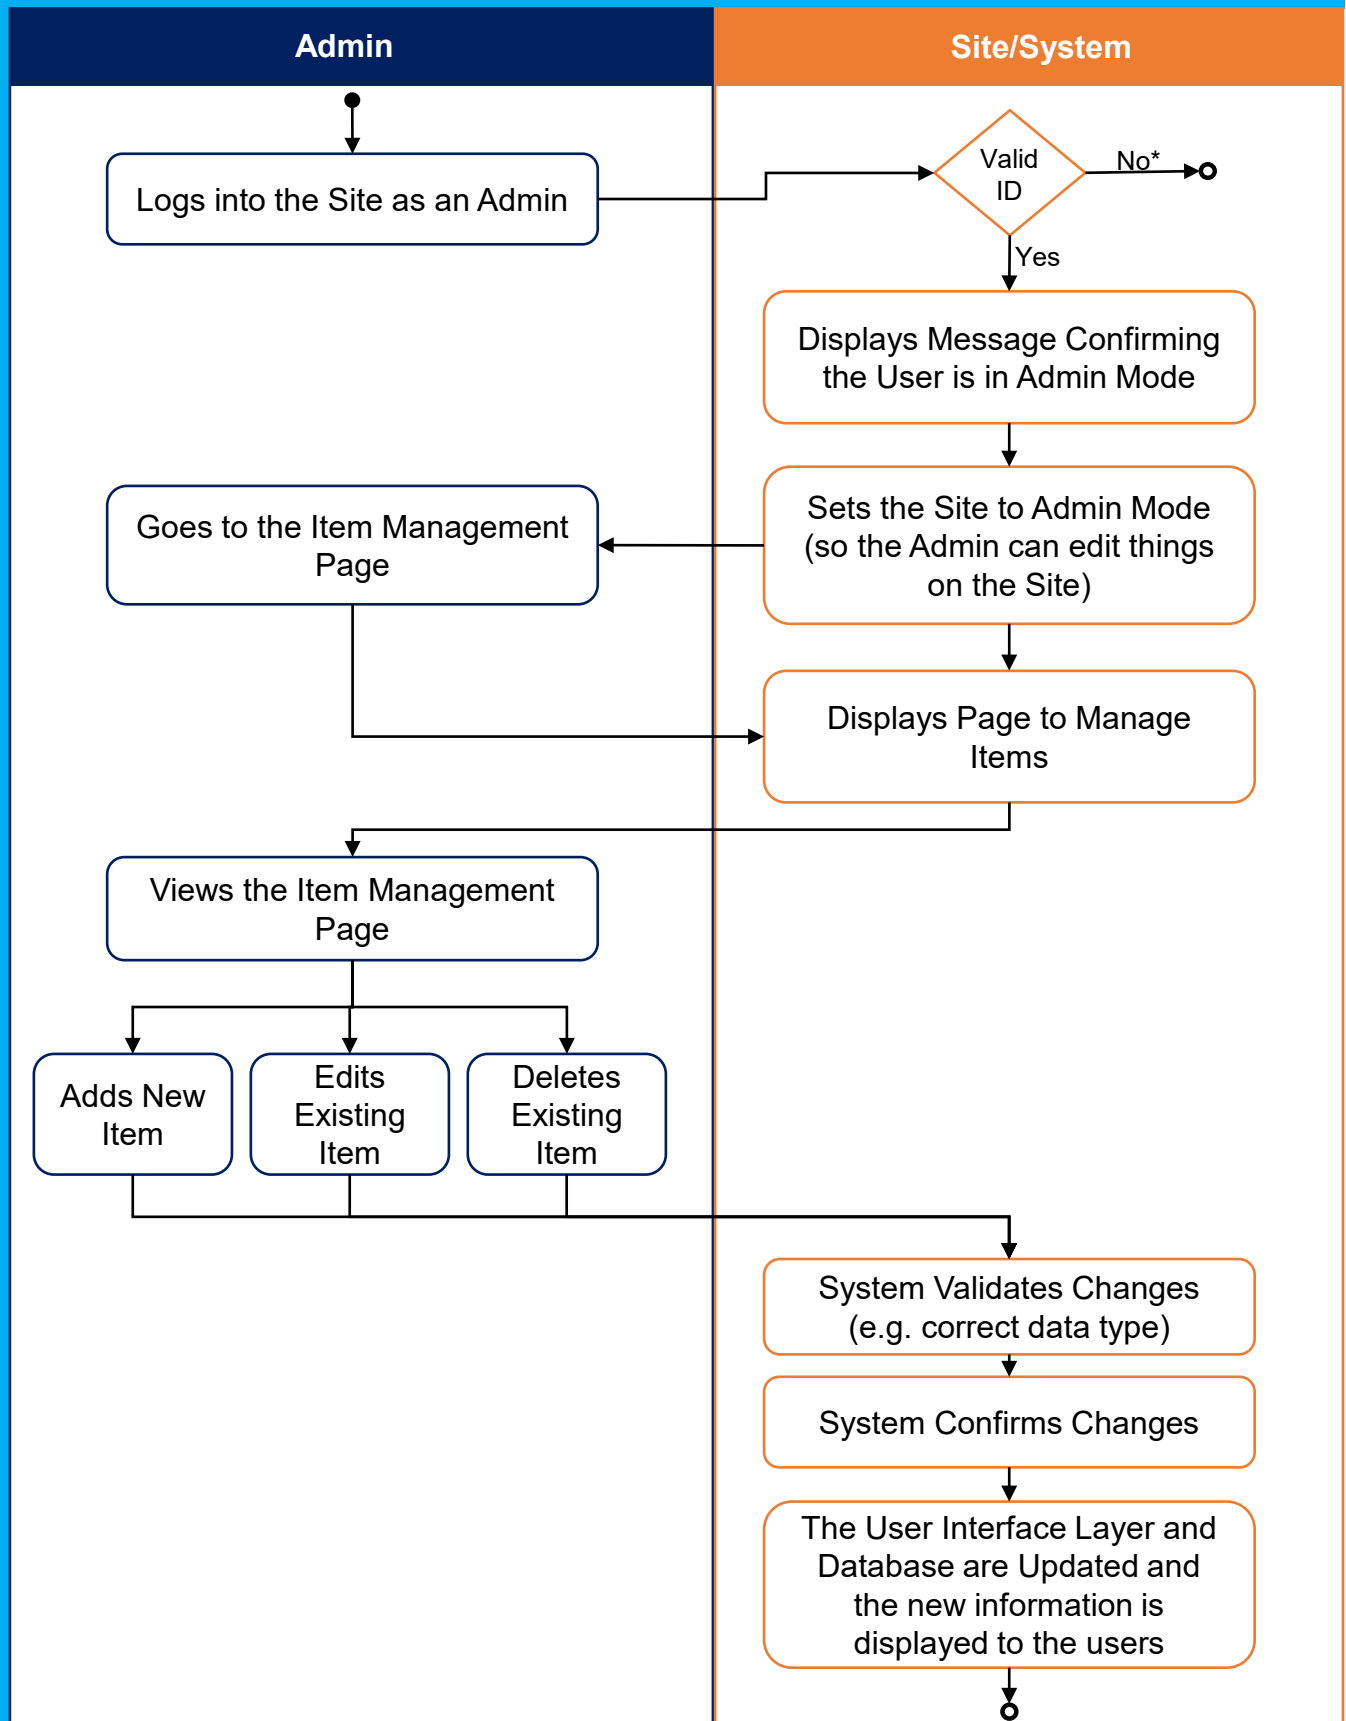 Admin
Site/System
Logs into the Site as an Admin
Valid
ID
No*
Yes
Displays Message Confirming
the User is in Admin Mode
Sets the Site to Admin Mode
(so the Admin can edit things
on the Site)
Goes to the Item Management
Page
Displays Page to Manage
Items
Views the Item Management
Page
Adds New
Item
Edits
Existing
Item
Deletes
Existing
Item
System Validates Changes
(e.g. correct data type)
System Confirms Changes
The User Interface Layer and
Database are Updated and
the new information is
displayed to the users